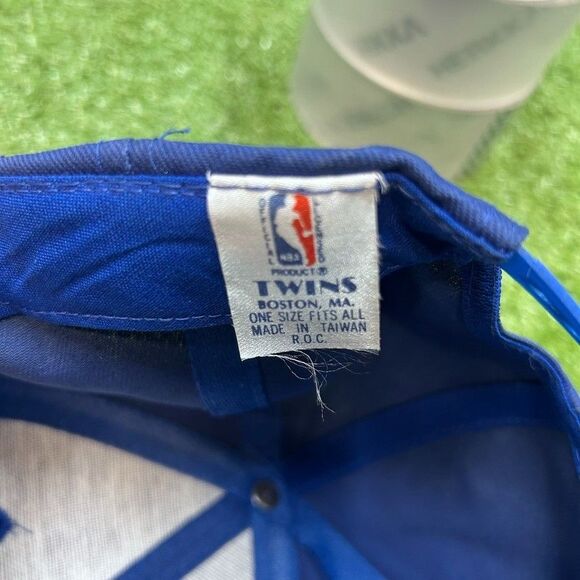 OFFICIAL
LICENSED
NBA
PRODUCT®
TWINS
BOSTON, MA.
ONE SIZE FITS ALL
MADE IN TAIWAN
R.O.C.